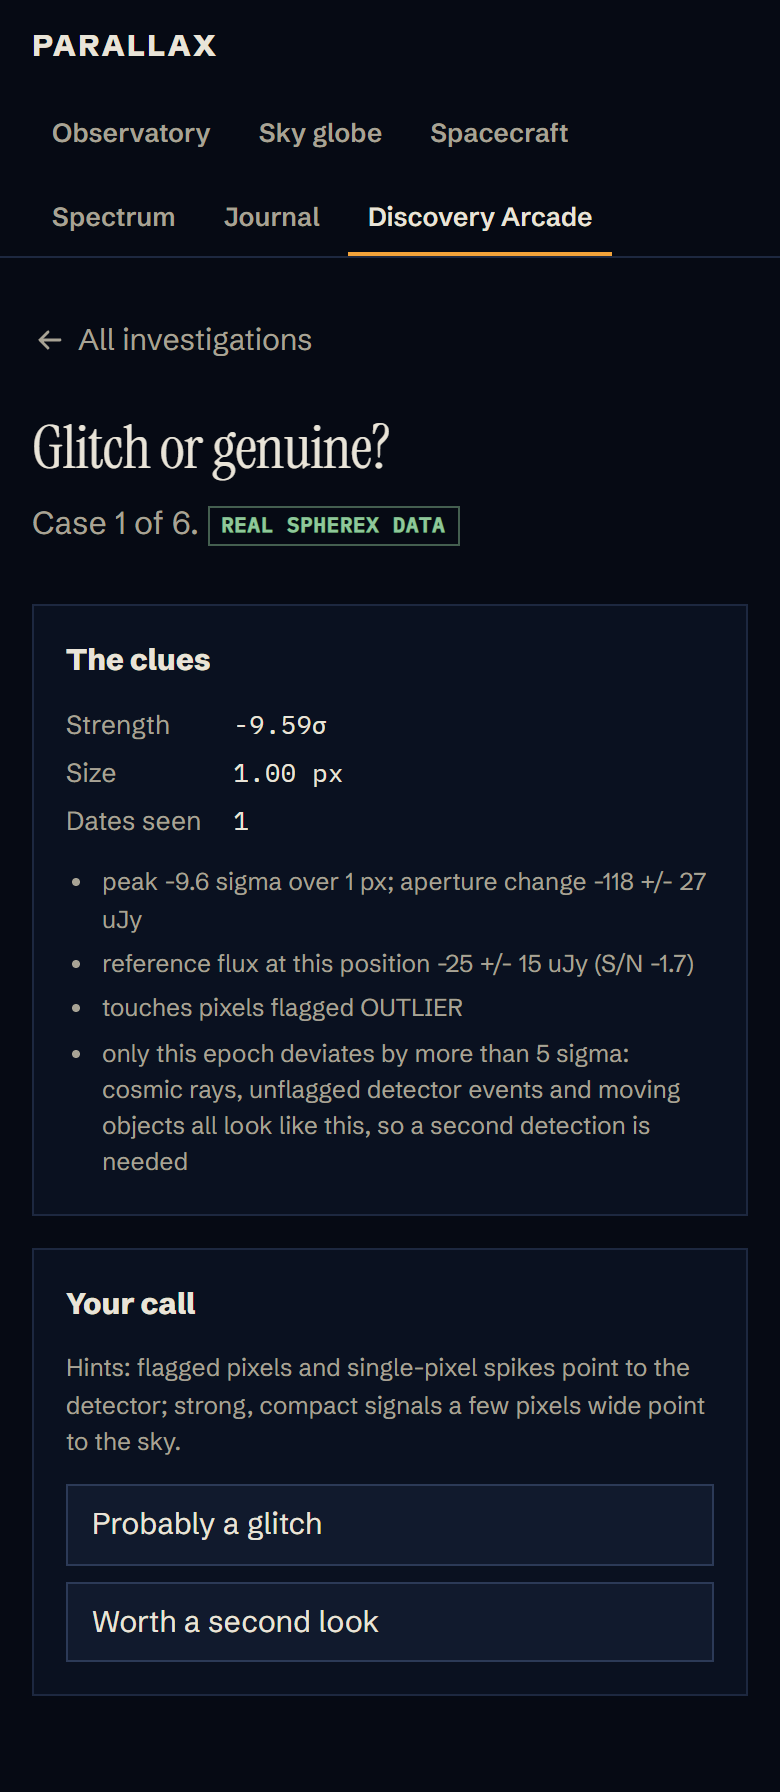 PARALLAX
Observatory Sky globe Spacecraft
Spectrum Journal Discovery Arcade
← All investigations
Glitch or genuine?
Case 1 of 6. REAL SPHEREX DATA
The clues
Strength -9.59σ
Size 1.00 px
Dates seen 1
• peak -9.6 sigma over 1 px; aperture change -118 +/- 27
uJy
• reference flux at this position -25 +/- 15 uJy (S/N -1.7)
• touches pixels flagged OUTLIER
• only this epoch deviates by more than 5 sigma:
cosmic rays, unflagged detector events and moving
objects all look like this, so a second detection is
needed
Your call
Hints: flagged pixels and single-pixel spikes point to the
detector; strong, compact signals a few pixels wide point
to the sky.
Probably a glitch
Worth a second look